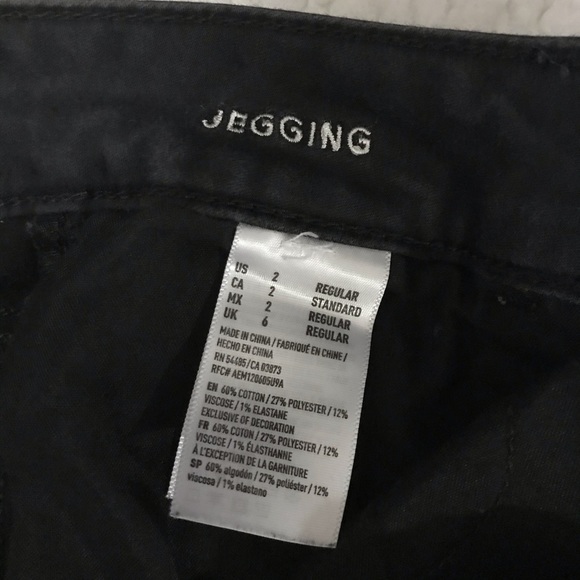 JEGGING
US 2 REGULAR
CA 2 STANDARD
MX 2 REGULAR
UK 6 REGULAR
MADE IN CHINA / FABRIQUÉ EN CHINE /
HECHO EN CHINA
RN 54485/CA 03873
RFC# AEM1206050U9A
EN 60% COTTON / 27% POLYESTER / 12%
VISCOSE / 1% ELASTANE
EXCLUSIVE OF DECORATION
FR 60% COTON / 27% POLYESTER / 12%
VISCOSE / 1% ÉLASTHANNE
À L'EXCEPTION DE LA GARNITURE
SP 60% algodón / 27% poliéster / 12%
viscosa / 1% elastano